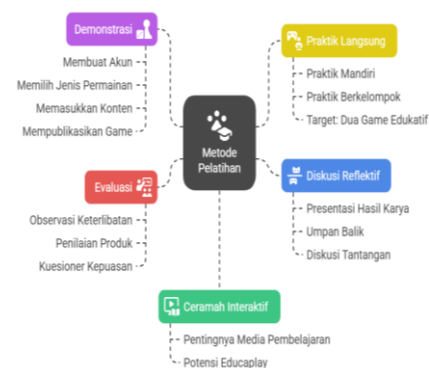 Demonstrasi
Membuat Akun
Memilih Jenis Permainan
Memasukkan Konten
Mempublikasikan Game
Praktik Langsung
Praktik Mandiri
Praktik Berkelompok
Target: Dua Game Edukatif
Metode
Pelatihan
Evaluasi
Observasi Keterlibatan
Penilaian Produk
Kuesioner Kepuasan
Diskusi Reflektif
Presentasi Hasil Karya
Umpan Balik
Diskusi Tantangan
Ceramah Interaktif
Pentingnya Media Pembelajaran
Potensi Educaplay